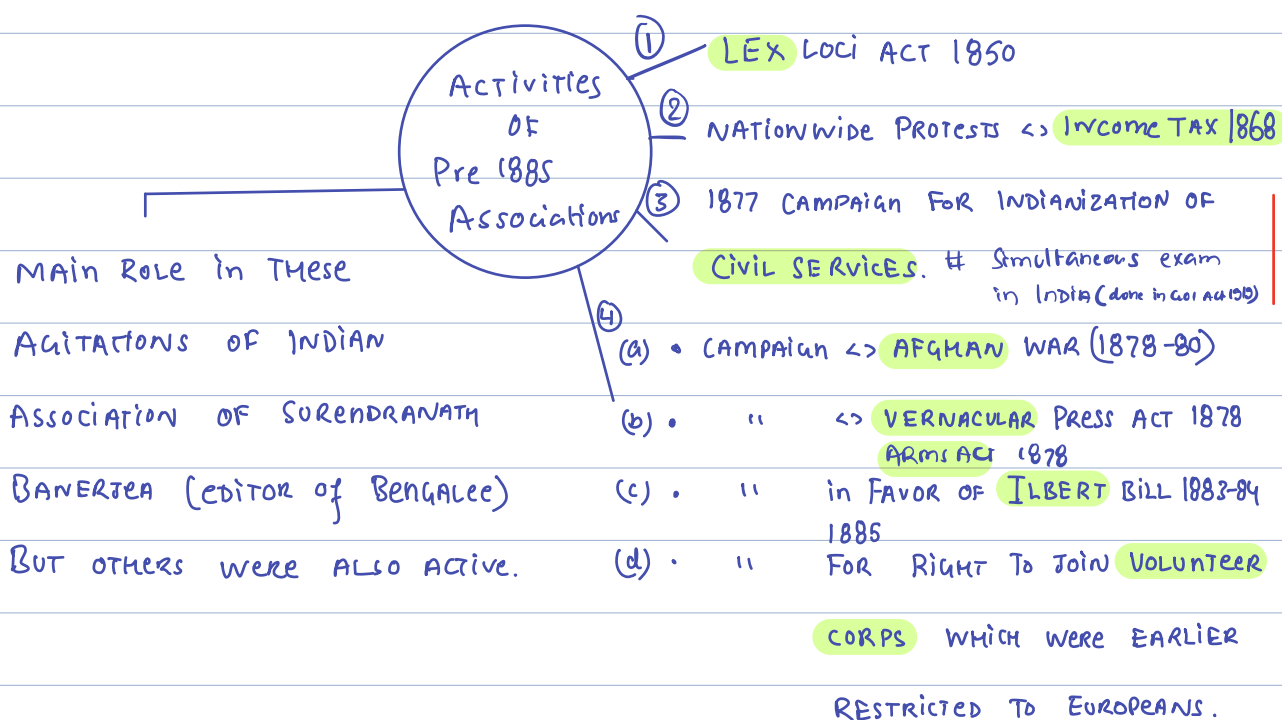 ACTIVITIES
OF
Pre 1885
Associations
① LEX LOCI ACT 1850
② NATIONWIDE PROTESTS <> INCOME TAX 1868
③ 1877 CAMPAIGN FOR INDIANIZATION OF
CIVIL SERVICES. # Simultaneous exam
in INDIA (done in GOI Act 1919)
④
(a) • CAMPAIGN <> AFGHAN WAR (1878-80)
(b) • " <> VERNACULAR PRESS ACT 1878
ARMS ACT 1878
(c) • " in FAVOR OF ILBERT BILL 1883-84
1885
(d) • " FOR RIGHT TO JOIN VOLUNTEER
CORPS WHICH WERE EARLIER
RESTRICTED TO EUROPEANS.
MAIN ROLE in THESE
AGITATIONS OF INDIAN
ASSOCIATION OF SURENDRANATH
BANERJEA (EDITOR of BENGALEE)
BUT OTHERS WERE ALSO ACTIVE.